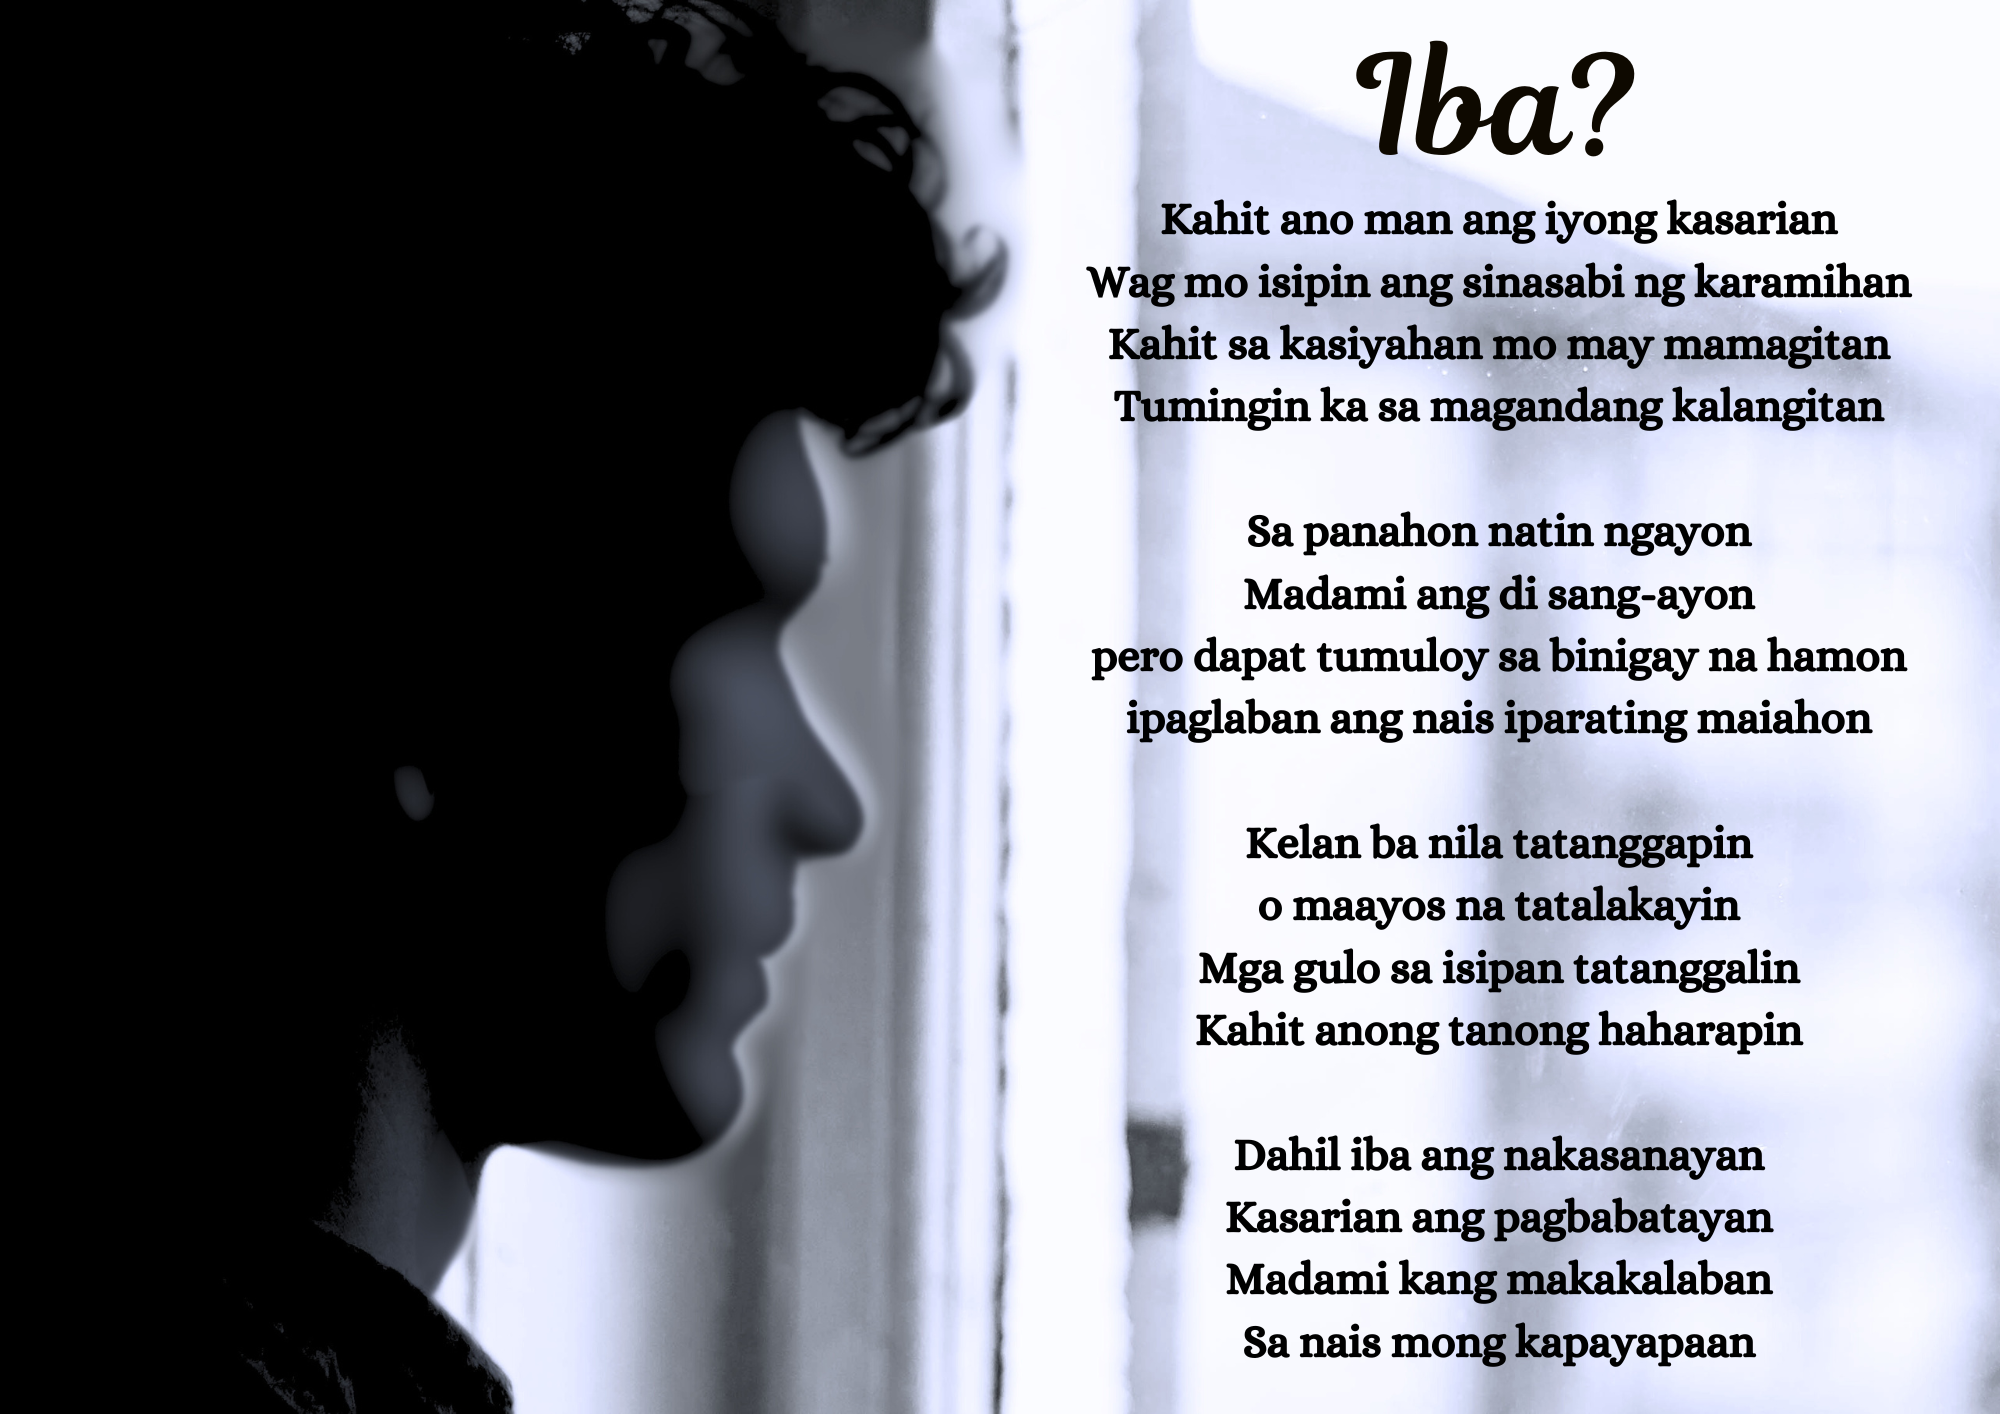 Iba?
Kahit ano man ang iyong kasarian
Wag mo isipin ang sinasabi ng karamihan
Kahit sa kasiyahan mo may mamagitan
Tumingin ka sa magandang kalangitan
Sa panahon natin ngayon
Madami ang di sang-ayon
pero dapat tumuloy sa binigay na hamon
ipaglaban ang nais iparating maiahon
Kelan ba nila tatanggapin
o maayos na tatalakayin
Mga gulo sa isipan tatanggalin
Kahit anong tanong haharapin
Dahil iba ang nakasanayan
Kasarian ang pagbabatayan
Madami kang makakalaban
Sa nais mong kapayapaan